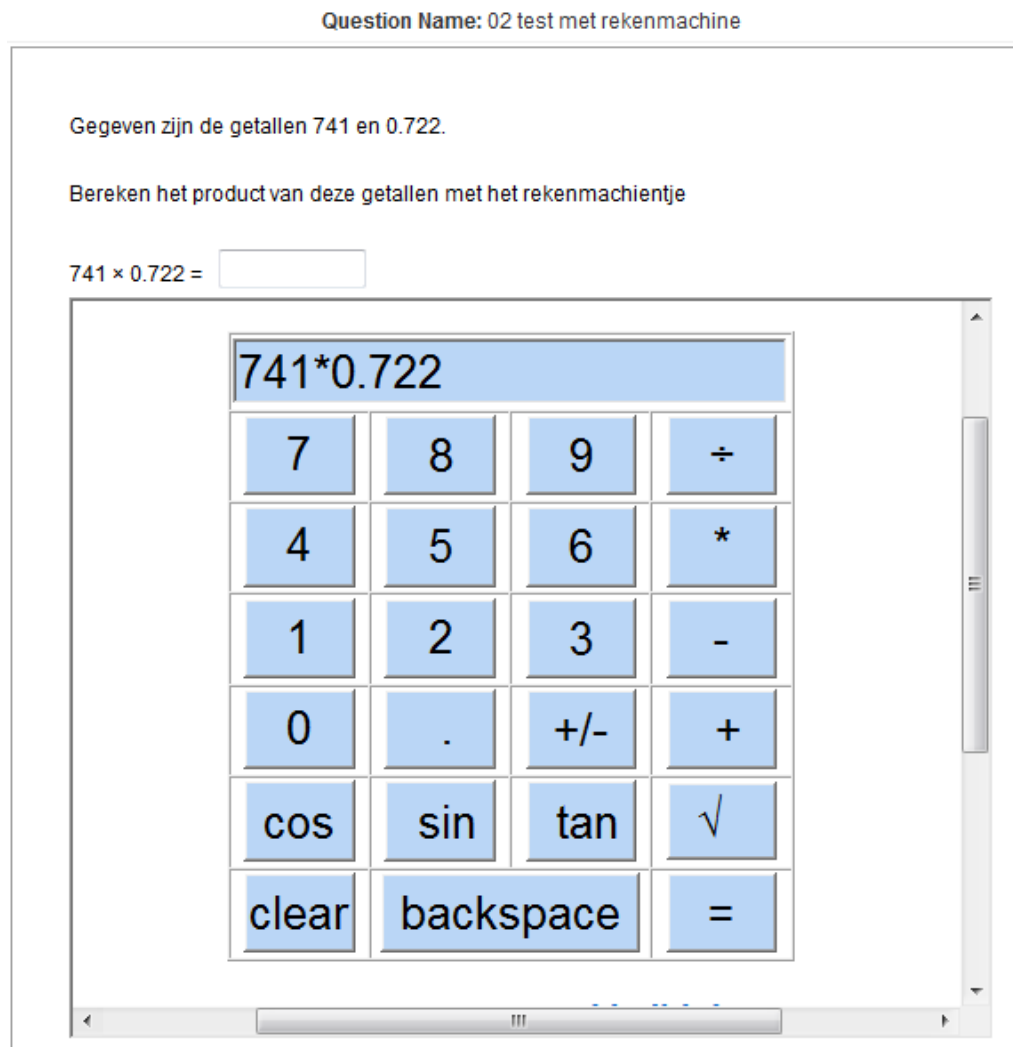 Question Name: 02 test met rekenmachine
Gegeven zijn de getallen 741 en 0.722.
Bereken het product van deze getallen met het rekenmachientje
741 × 0.722 =
741*0.722
7 8 9 ÷
4 5 6 *
1 2 3 -
0 . +/- +
cos sin tan √
clear backspace =